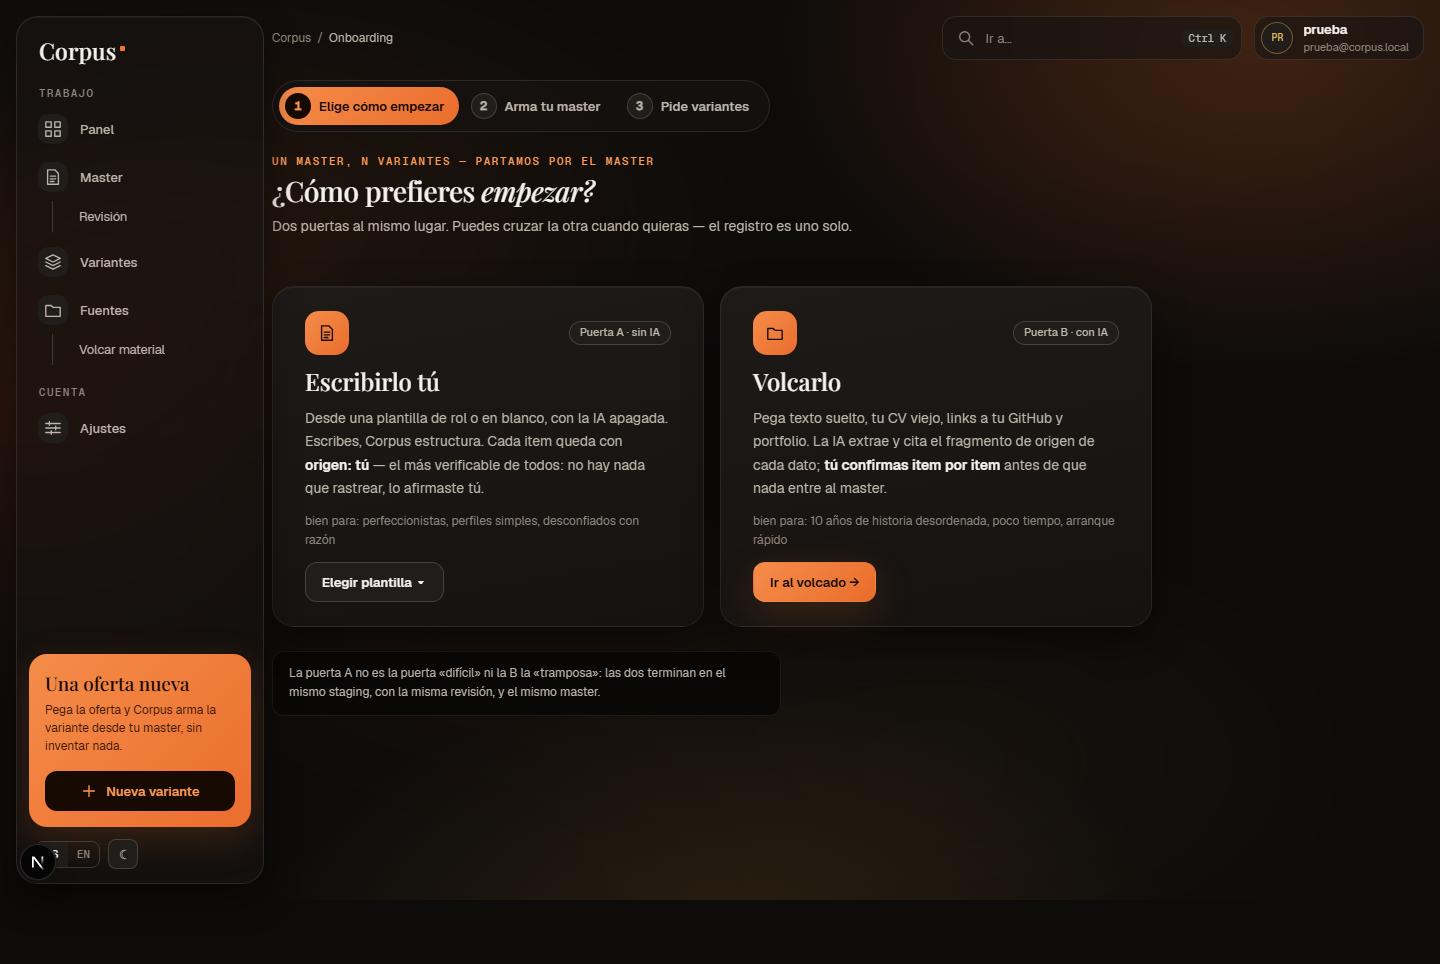 Corpus
TRABAJO
Panel
Master
Revisión
Variantes
Fuentes
Volcar material
CUENTA
Ajustes
Una oferta nueva
Pega la oferta y Corpus arma la
variante desde tu master, sin
inventar nada.
Nueva variante
EN
Corpus / Onboarding
Ir a...
Ctrl K
PR
prueba
prueba@corpus.local
1 Elige cómo empezar
2 Arma tu master
3 Pide variantes
UN MASTER, N VARIANTES — PARTAMOS POR EL MASTER
¿Cómo prefieres empezar?
Dos puertas al mismo lugar. Puedes cruzar la otra cuando quieras — el registro es uno solo.
Puerta A · sin IA
Escribirlo tú
Desde una plantilla de rol o en blanco, con la IA apagada.
Escribes, Corpus estructura. Cada item queda con
origen: tú — el más verificable de todos: no hay nada
que rastrear, lo afirmaste tú.
bien para: perfeccionistas, perfiles simples, desconfiados con
razón
Elegir plantilla
Puerta B · con IA
Volcarlo
Pega texto suelto, tu CV viejo, links a tu GitHub y
portfolio. La IA extrae y cita el fragmento de origen de
cada dato; tú confirmas item por item antes de que
nada entre al master.
bien para: 10 años de historia desordenada, poco tiempo, arranque
rápido
Ir al volcado →
La puerta A no es la puerta «difícil» ni la B la «tramposa»: las dos terminan en el
mismo staging, con la misma revisión, y el mismo master.